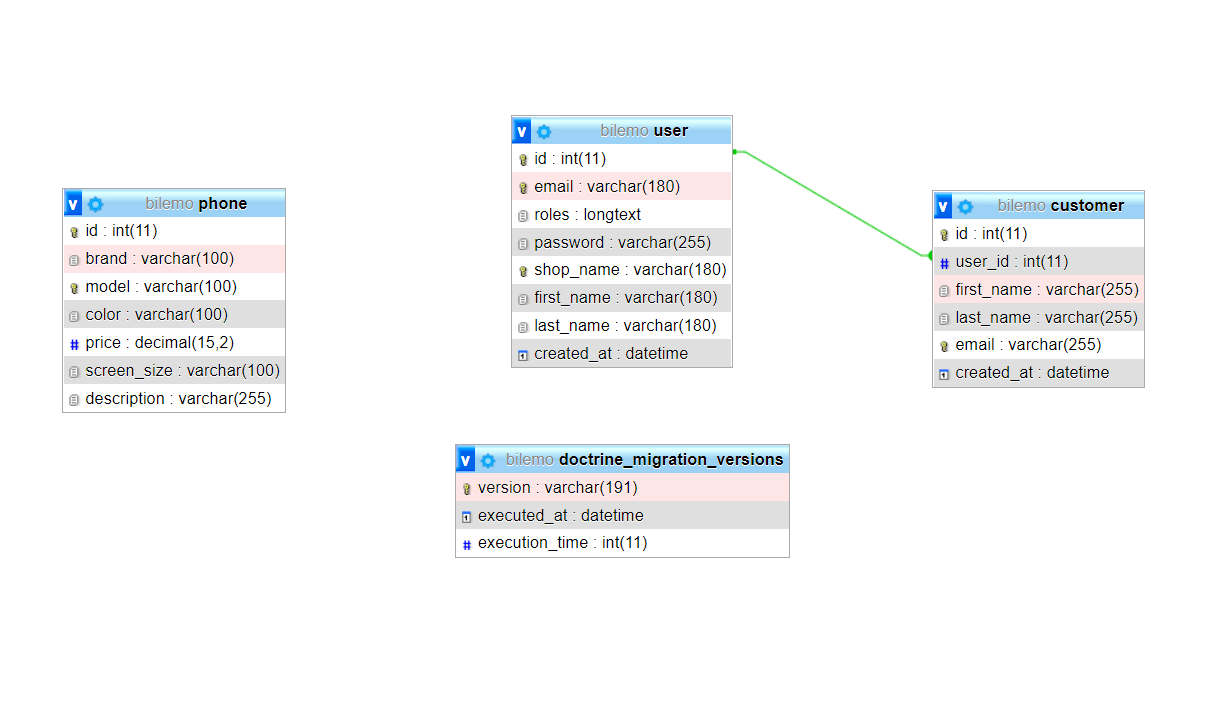 v bilemo phone
id : int(11)
brand : varchar(100)
model : varchar(100)
color : varchar(100)
# price : decimal(15,2)
screen_size : varchar(100)
description : varchar(255)
v bilemo user
id : int(11)
email : varchar(180)
roles : longtext
password : varchar(255)
shop_name : varchar(180)
first_name : varchar(180)
last_name : varchar(180)
created_at : datetime
v bilemo customer
id : int(11)
# user_id : int(11)
first_name : varchar(255)
last_name : varchar(255)
email : varchar(255)
created_at : datetime
v bilemo doctrine_migration_versions
version : varchar(191)
executed_at : datetime
# execution_time : int(11)